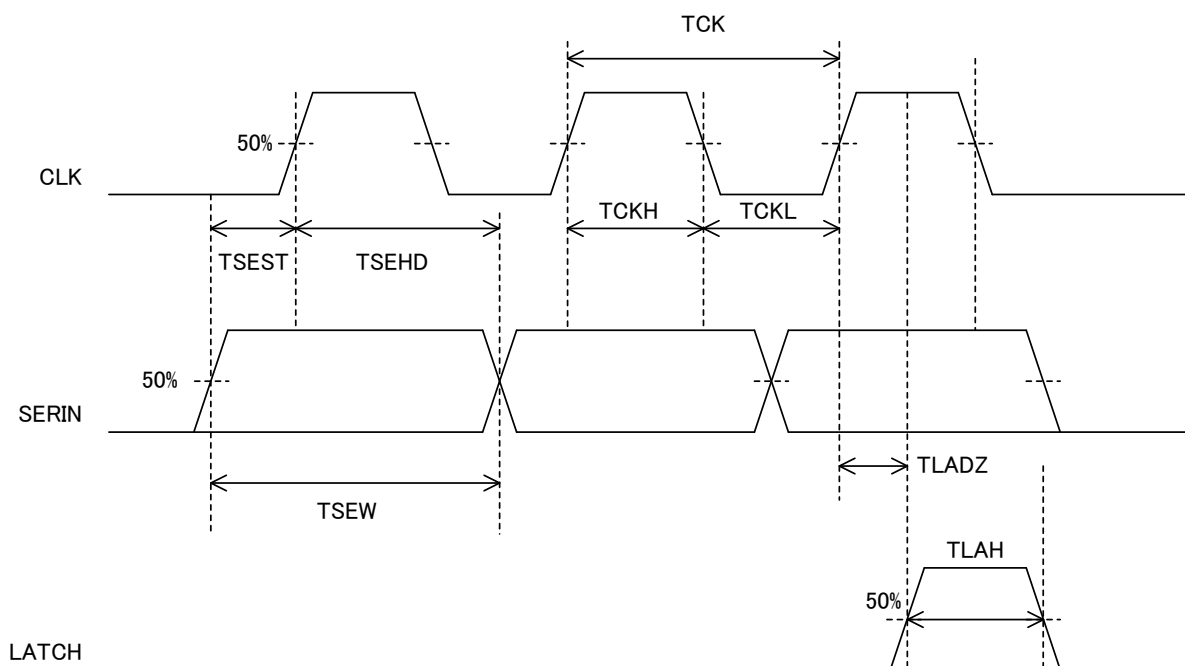 TCK
50%
CLK
TCKH
TCKL
TSEST
TSEHD
50%
SERIN
TLADZ
TSEW
TLAH
50%
LATCH